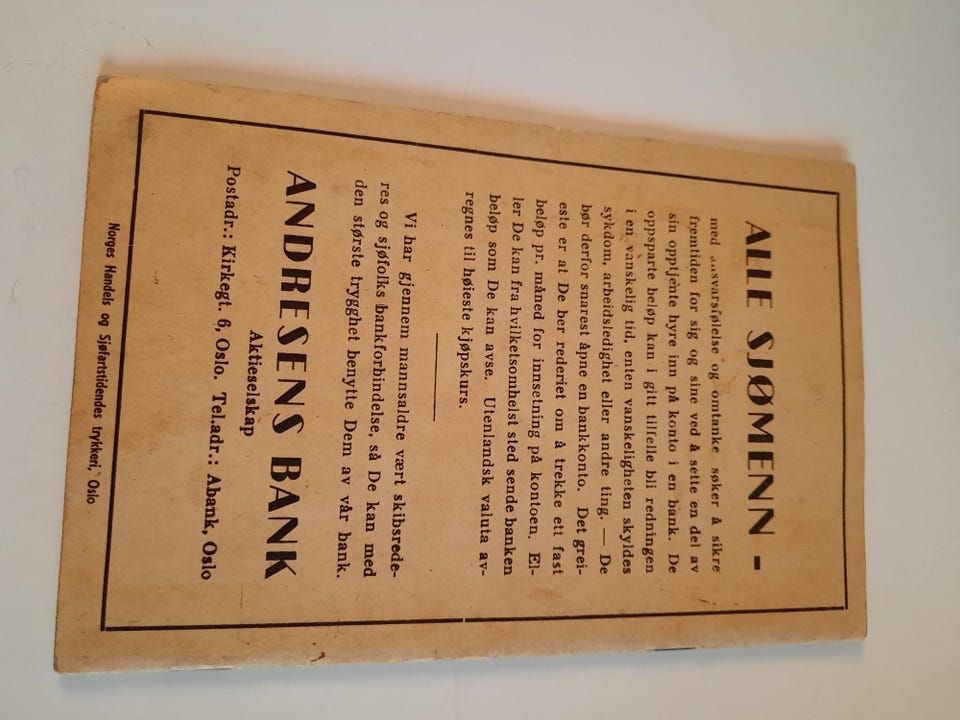 ALLE SJØMENN -
med ansvarsfølelse og omtanke søker å sikre
fremtiden for sig og sine ved å sette en del av
sin opptjente hyre inn på konto i en bank. De
oppsparte beløp kan i gitt tilfelle bli redningen
i en vanskelig tid, enten vanskeligheten skyldes
sykdom, arbeidsledighet eller andre ting. — De
bør derfor snarest åpne en bankkonto. Det grei-
este er at De ber rederiet om å trekke ett fast
beløp pr. måned for innsetning på kontoen. El-
ler De kan fra hvilketsomhelst sted sende banken
beløp som De kan avse. Utenlandsk valuta av-
regnes til høieste kjøpskurs.
Vi har gjennem mannsaldre vært skibsrede-
res og sjøfolks bankforbindelse, så De kan med
den største trygghet benytte Dem av vår bank.
ANDRESENS BANK
Aktieselskap
Postadr.: Kirkegt. 6, Oslo. Tel.adr.: Abank, Oslo
Norges Handels og Sjøfartstidendes trykkeri, Oslo